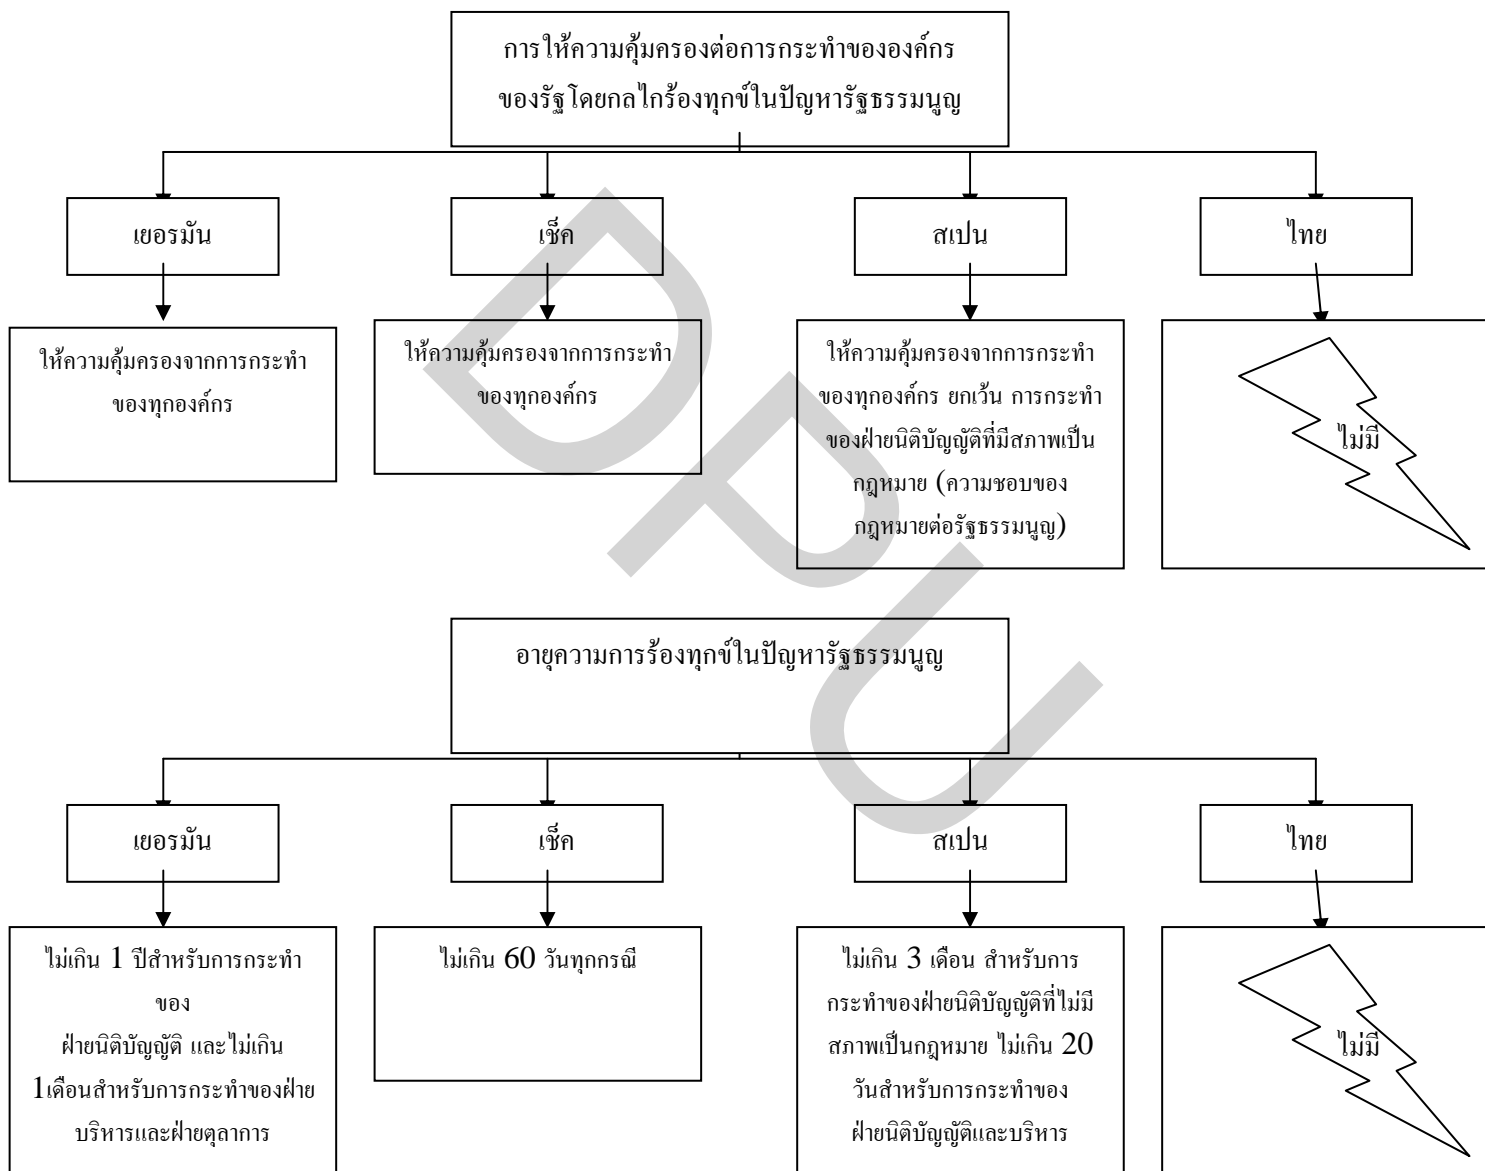 การให้ความคุ้มครองต่อการกระทำขององค์กร
ของรัฐโดยกลไกร้องทุกข์ในปัญหารัฐธรรมนูญ
เยอรมัน
เช็ค
สเปน
ไทย
ให้ความคุ้มครองจากการกระทำ
ของทุกองค์กร
ให้ความคุ้มครองจากการกระทำ
ของทุกองค์กร
ให้ความคุ้มครองจากการกระทำ
ของทุกองค์กร ยกเว้น การกระทำ
ของฝ่ายนิติบัญญัติที่มีสภาพเป็น
กฎหมาย (ความชอบของ
กฎหมายต่อรัฐธรรมนูญ)
ไม่มี
อายุความการร้องทุกข์ในปัญหารัฐธรรมนูญ
เยอรมัน
เช็ค
สเปน
ไทย
ไม่เกิน 1 ปีสำหรับการกระทำ
ของ
ฝ่ายนิติบัญญัติ และไม่เกิน
1เดือนสำหรับการกระทำของฝ่าย
บริหารและฝ่ายตุลาการ
ไม่เกิน 60 วันทุกกรณี
ไม่เกิน 3 เดือน สำหรับการ
กระทำของฝ่ายนิติบัญญัติที่ไม่มี
สภาพเป็นกฎหมาย ไม่เกิน 20
วันสำหรับการกระทำของ
ฝ่ายนิติบัญญัติและบริหาร
ไม่มี
DPU